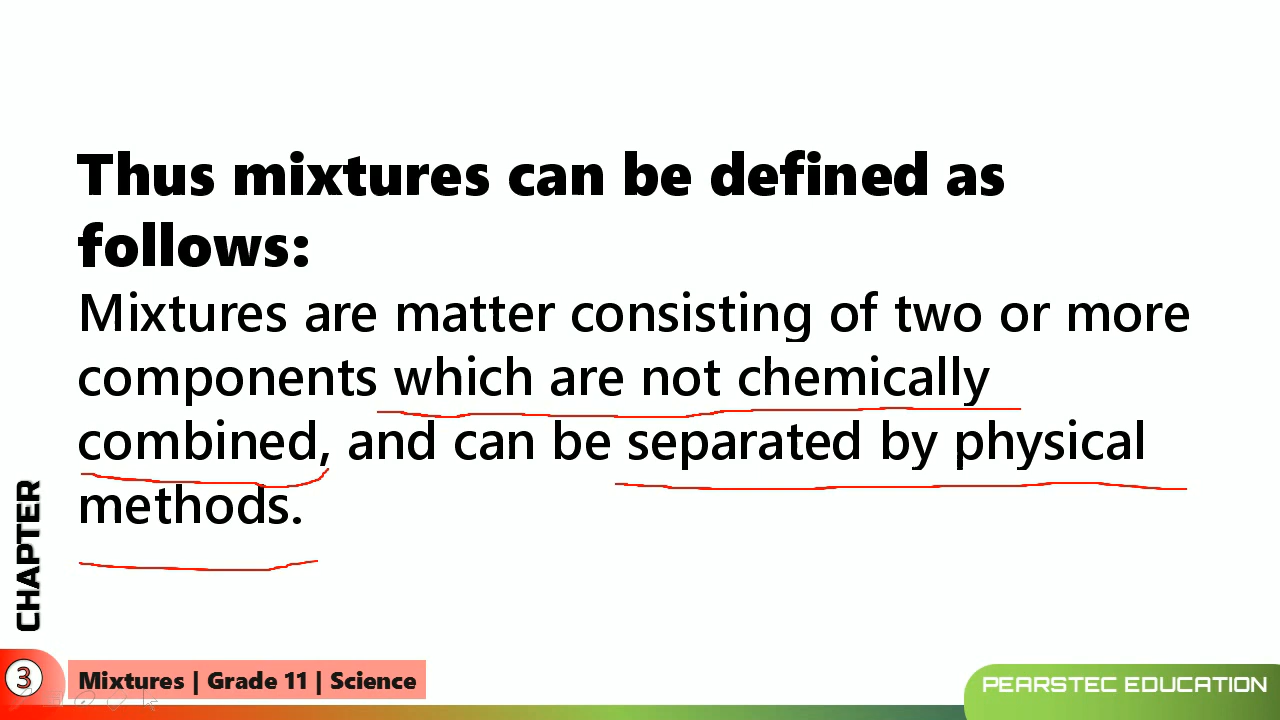 Thus mixtures can be defined as
follows:
Mixtures are matter consisting of two or more
components which are not chemically
combined, and can be separated by physical
methods.
CHAPTER
3
Mixtures | Grade 11 | Science
PEARSTEC EDUCATION